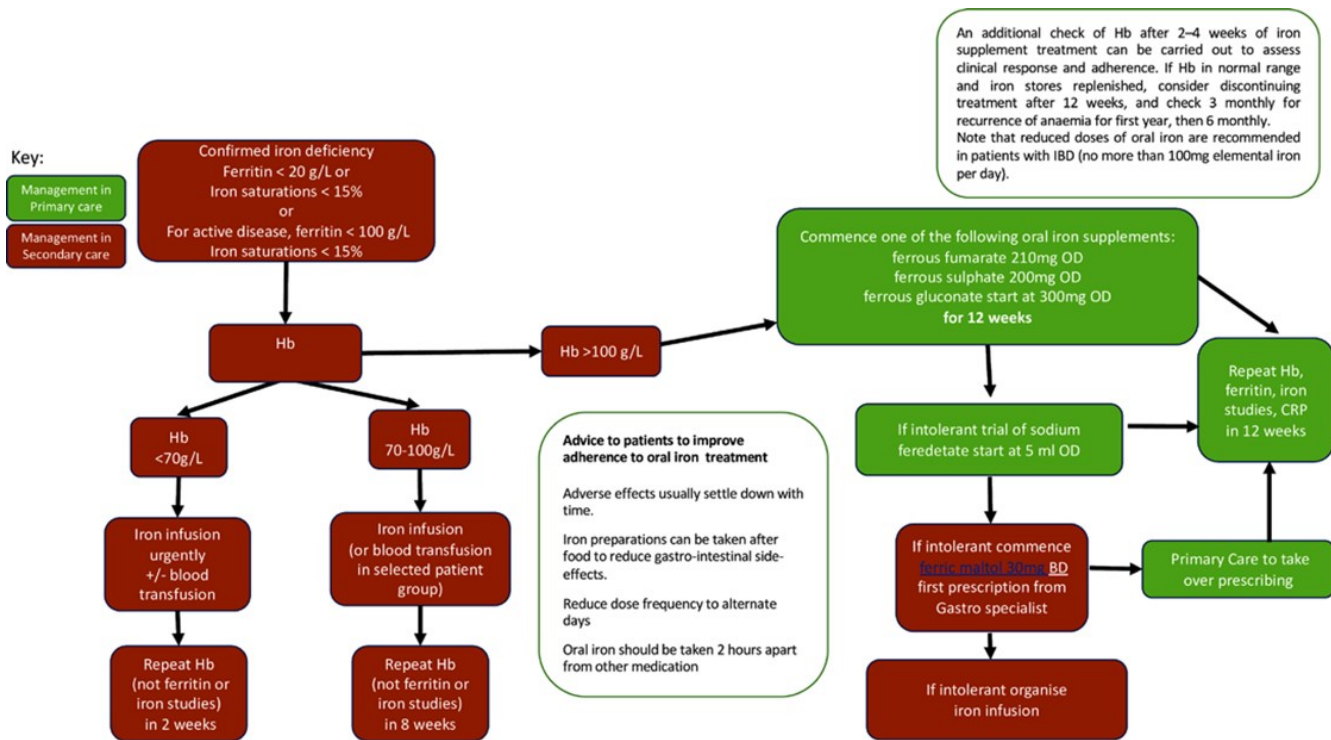 An additional check of Hb after 2–4 weeks of iron
supplement treatment can be carried out to assess
clinical response and adherence. If Hb in normal range
and iron stores replenished, consider discontinuing
treatment after 12 weeks, and check 3 monthly for
recurrence of anaemia for first year, then 6 monthly.
Note that reduced doses of oral iron are recommended
in patients with IBD (no more than 100mg elemental iron
per day).
Key:
Management in
Primary care
Management in
Secondary care
Confirmed iron deficiency
Ferritin < 20 g/L or
Iron saturations < 15%
or
For active disease, ferritin < 100 g/L
Iron saturations < 15%
Hb
Hb >100 g/L
Commence one of the following oral iron supplements:
ferrous fumarate 210mg OD
ferrous sulphate 200mg OD
ferrous gluconate start at 300mg OD
for 12 weeks
Repeat Hb,
ferritin, iron
studies, CRP
in 12 weeks
Hb
<70g/L
Hb
70-100g/L
Iron infusion
urgently
+/- blood
transfusion
Iron infusion
(or blood transfusion
in selected patient
group)
Repeat Hb
(not ferritin or
iron studies)
in 2 weeks
Repeat Hb
(not ferritin or
iron studies)
in 8 weeks
Advice to patients to improve
adherence to oral iron treatment
Adverse effects usually settle down with
time.
Iron preparations can be taken after
food to reduce gastro-intestinal side-
effects.
Reduce dose frequency to alternate
days
Oral iron should be taken 2 hours apart
from other medication
If intolerant trial of sodium
feredetate start at 5 ml OD
If intolerant commence
ferric maltol 30mg BD
first prescription from
Gastro specialist
Primary Care to take
over prescribing
If intolerant organise
iron infusion